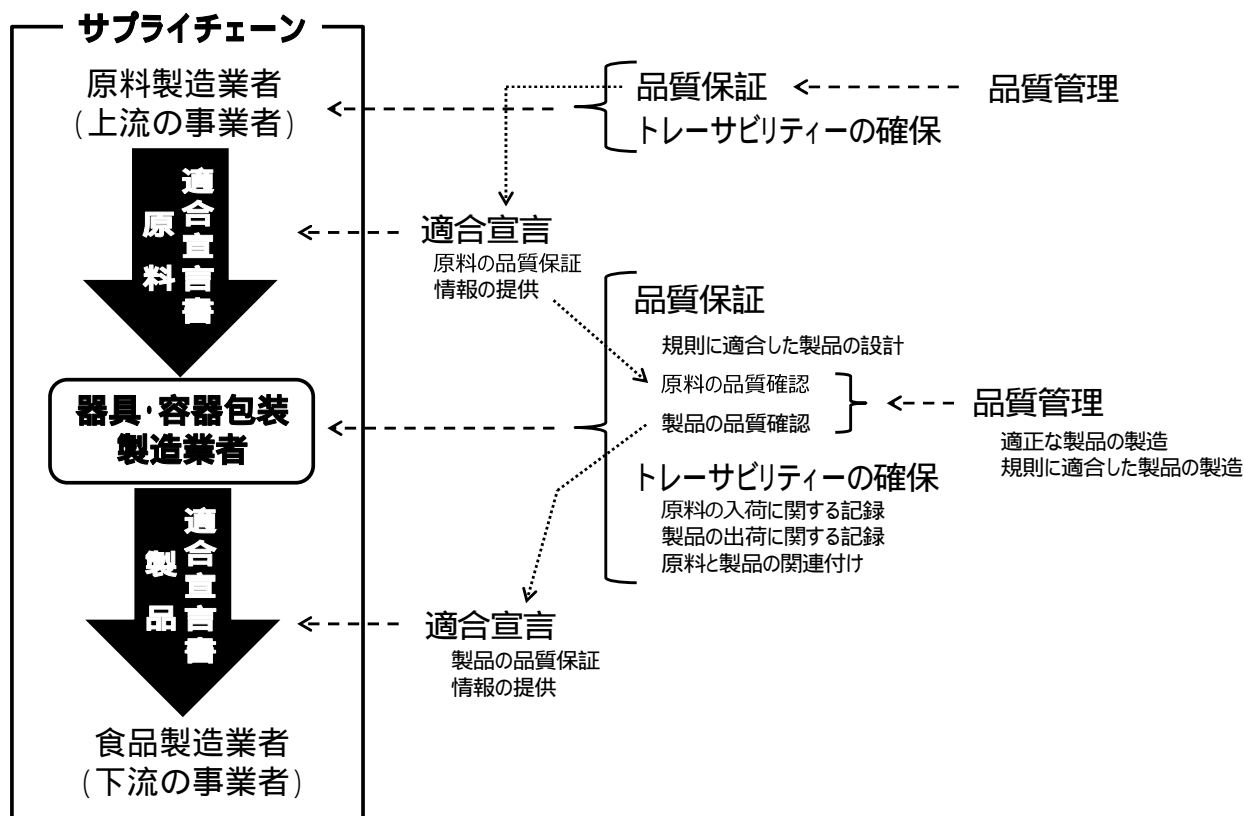 サプライチェーン
原料製造業者
(上流の事業者)
適合宣言書
原料
器具・容器包装
製造業者
適合宣言書
製品
食品製造業者
(下流の事業者)
品質保証
トレーサビリティーの確保
品質管理
適合宣言
原料の品質保証
情報の提供
品質保証
規則に適合した製品の設計
原料の品質確認
製品の品質確認
トレーサビリティーの確保
原料の入荷に関する記録
製品の出荷に関する記録
原料と製品の関連付け
品質管理
適正な製品の製造
規則に適合した製品の製造
適合宣言
製品の品質保証
情報の提供